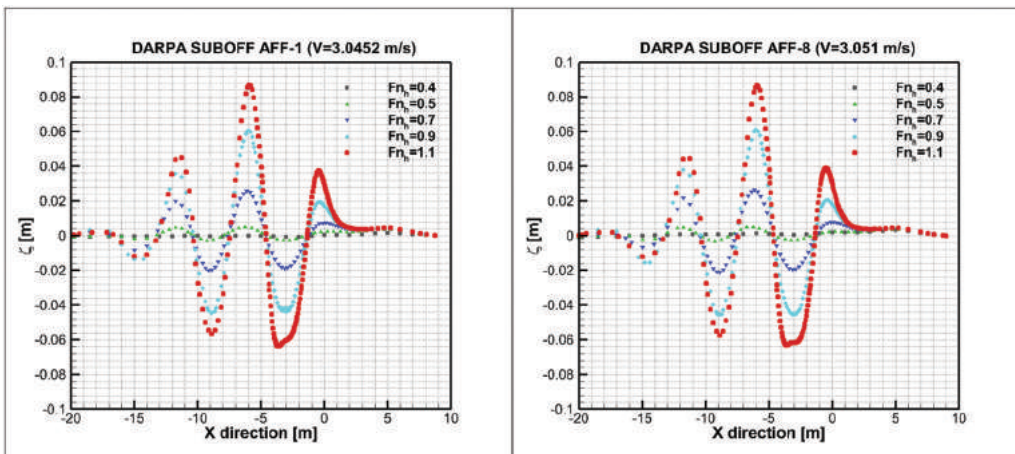 DARPA SUBOFF AFF-1 (V=3.0452 m/s)
0.1
0.08
0.06
0.04
0.02
0
-0.02
-0.04
-0.06
-0.08
-0.1
ζ [m]
Fnh=0.4
Fnh=0.5
Fnh=0.7
Fnh=0.9
Fnh=1.1
-20
-15
-10
-5
0
5
10
X direction [m]
DARPA SUBOFF AFF-8 (V=3.051 m/s)
0.1
0.08
0.06
0.04
0.02
0
-0.02
-0.04
-0.06
-0.08
-0.1
ζ [m]
Fnh=0.4
Fnh=0.5
Fnh=0.7
Fnh=0.9
Fnh=1.1
-20
-15
-10
-5
0
5
10
X direction [m]